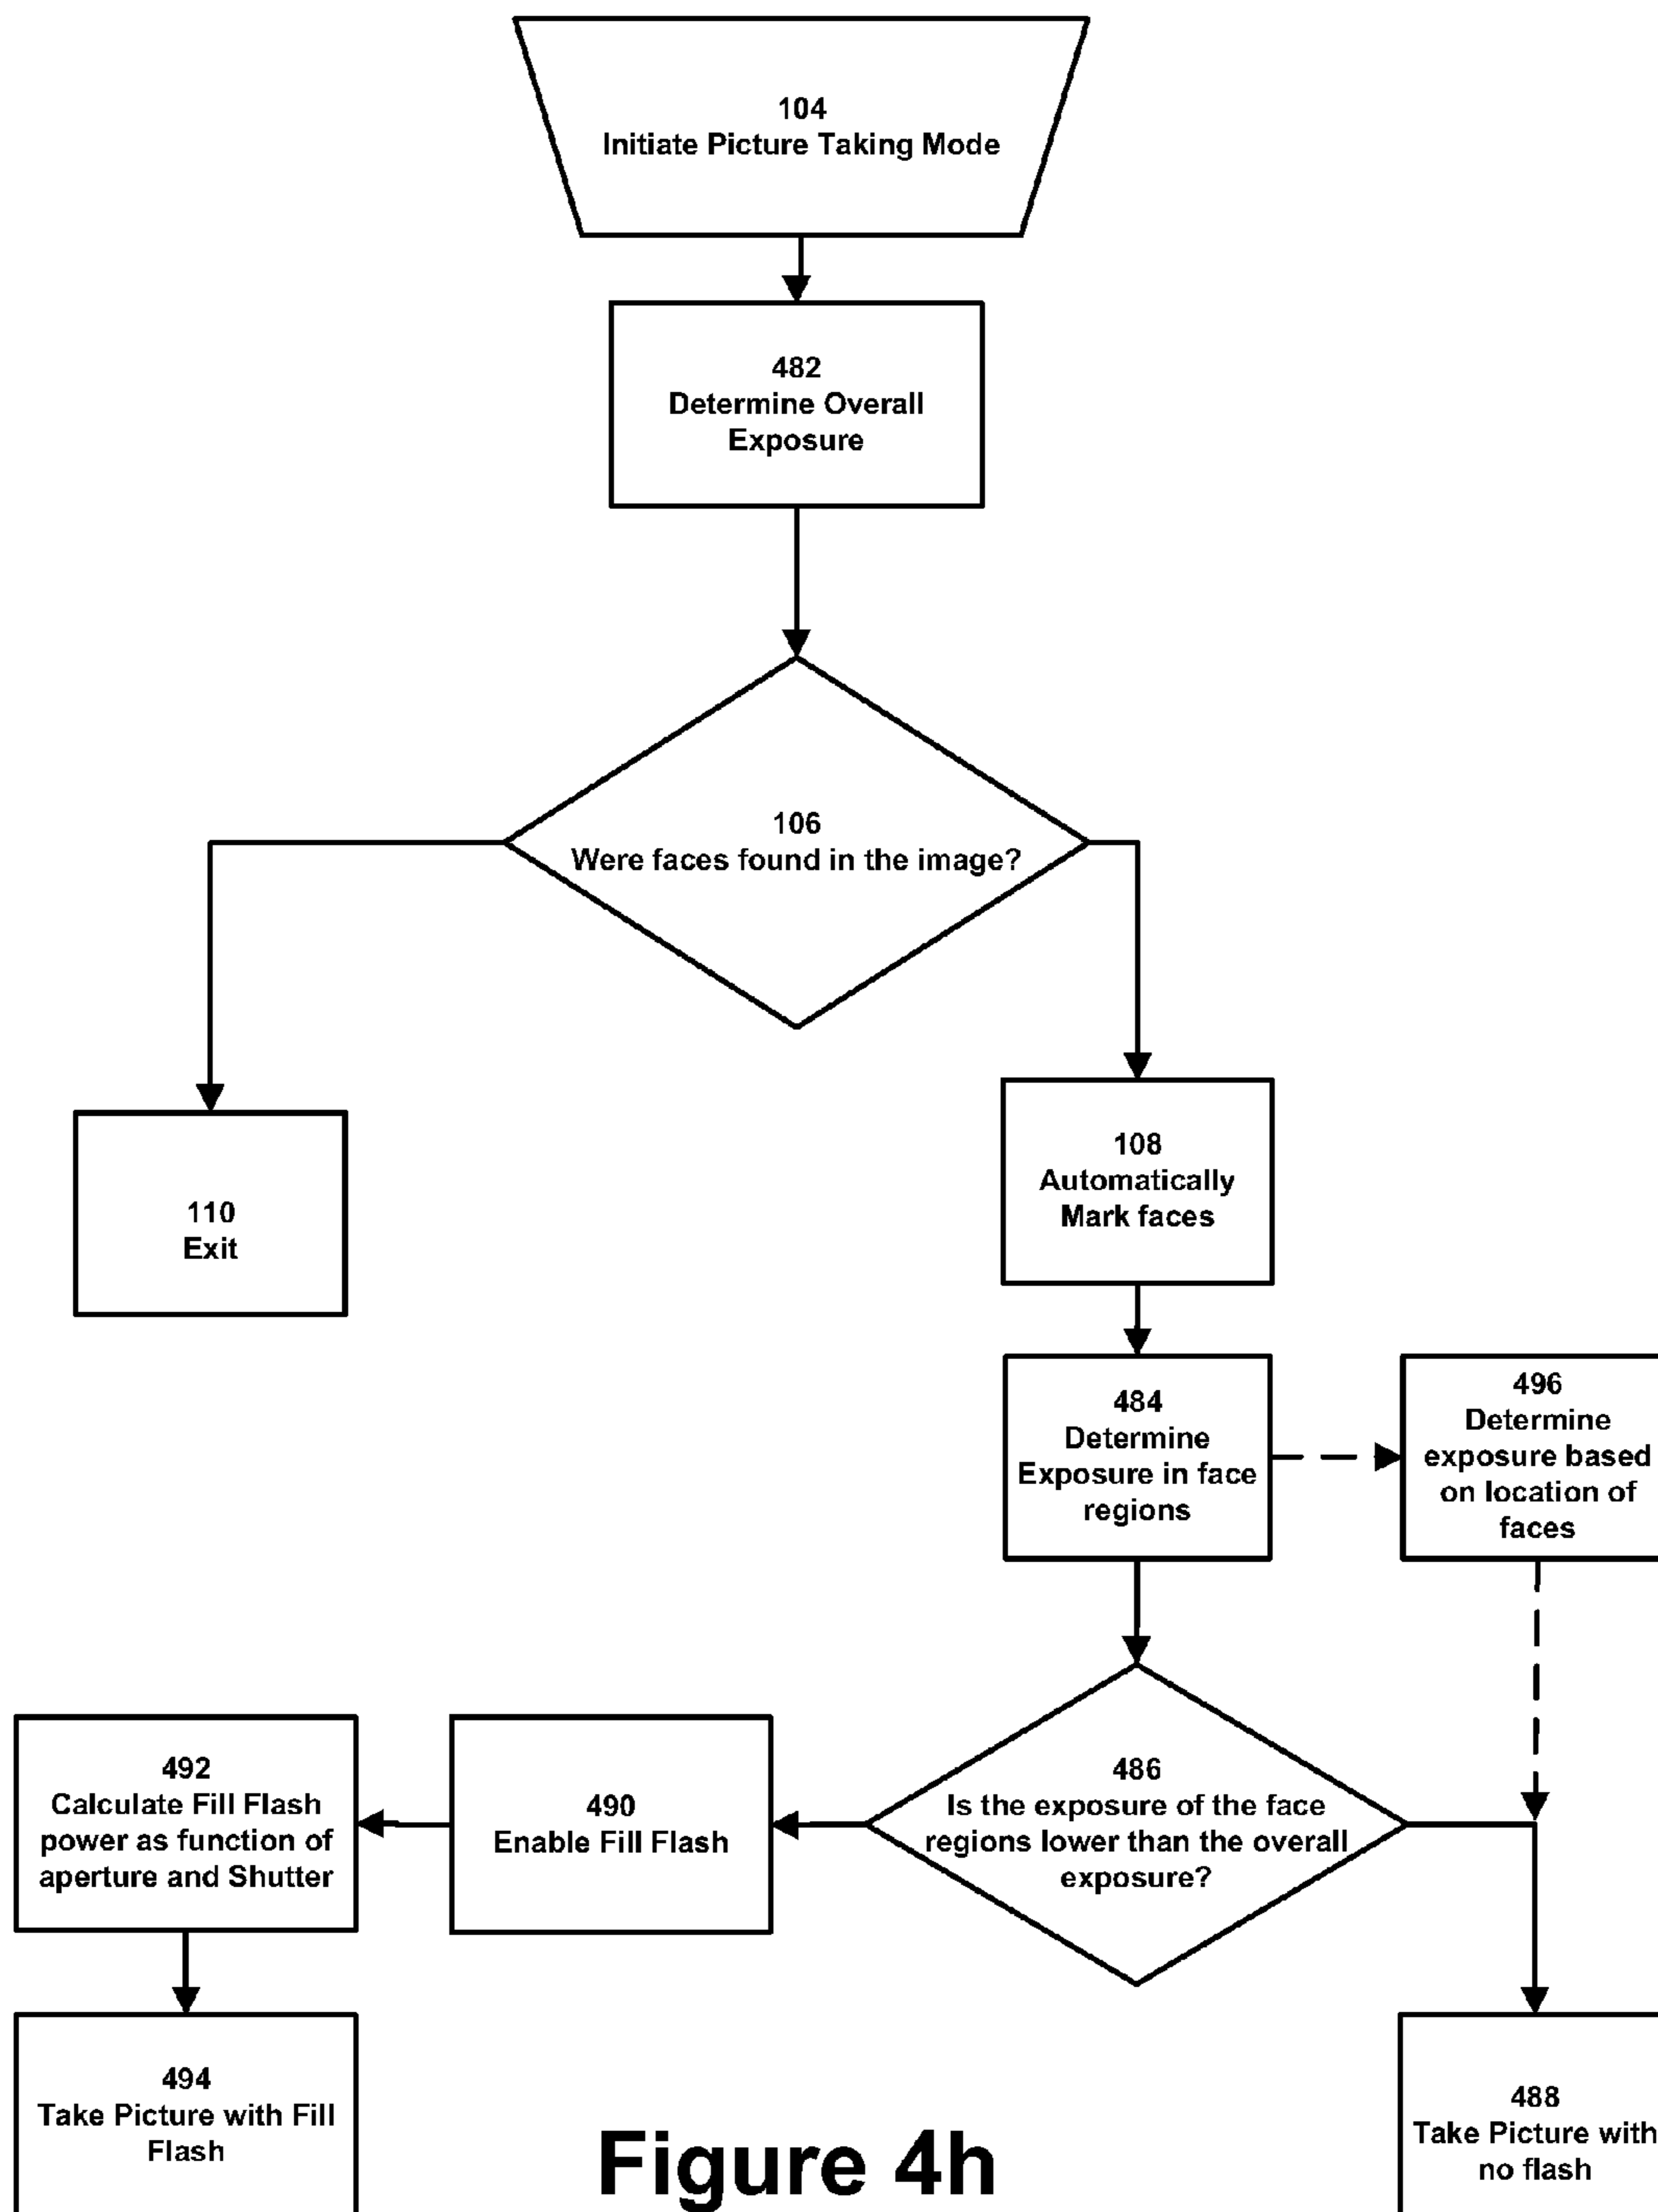 104
Initiate Picture Taking Mode
482
Determine Overall
Exposure
106
Were faces found in the image?
110
Exit
108
Automatically
Mark faces
484
Determine
Exposure in face
regions
496
Determine
exposure based
on location of
faces
486
Is the exposure of the face
regions lower than the overall
exposure?
490
Enable Fill Flash
492
Calculate Fill Flash
power as function of
aperture and Shutter
494
Take Picture with Fill
Flash
488
Take Picture with
no flash
Figure 4h